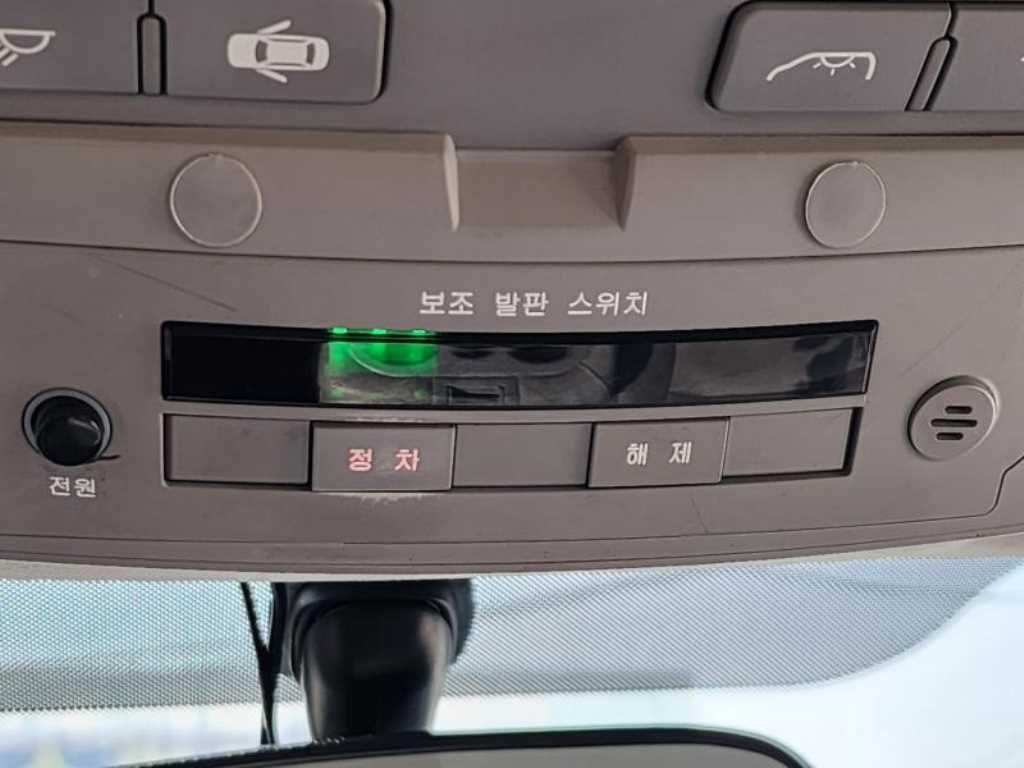 보조 발판 스위치
정 차
해 제
전원